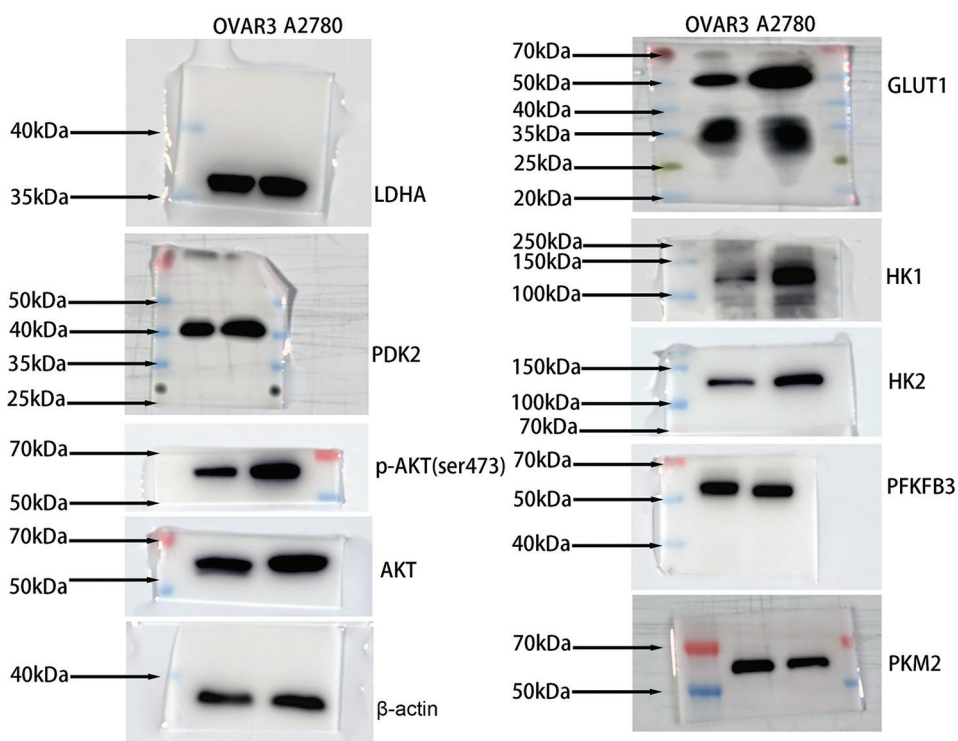 OVAR3 A2780
40kDa
35kDa
LDHA
50kDa
40kDa
35kDa
25kDa
PDK2
70kDa
50kDa
p-AKT(ser473)
70kDa
50kDa
AKT
40kDa
β-actin
OVAR3 A2780
70kDa
50kDa
40kDa
35kDa
25kDa
20kDa
GLUT1
250kDa
150kDa
100kDa
HK1
150kDa
100kDa
70kDa
HK2
70kDa
50kDa
40kDa
PFKFB3
70kDa
50kDa
PKM2